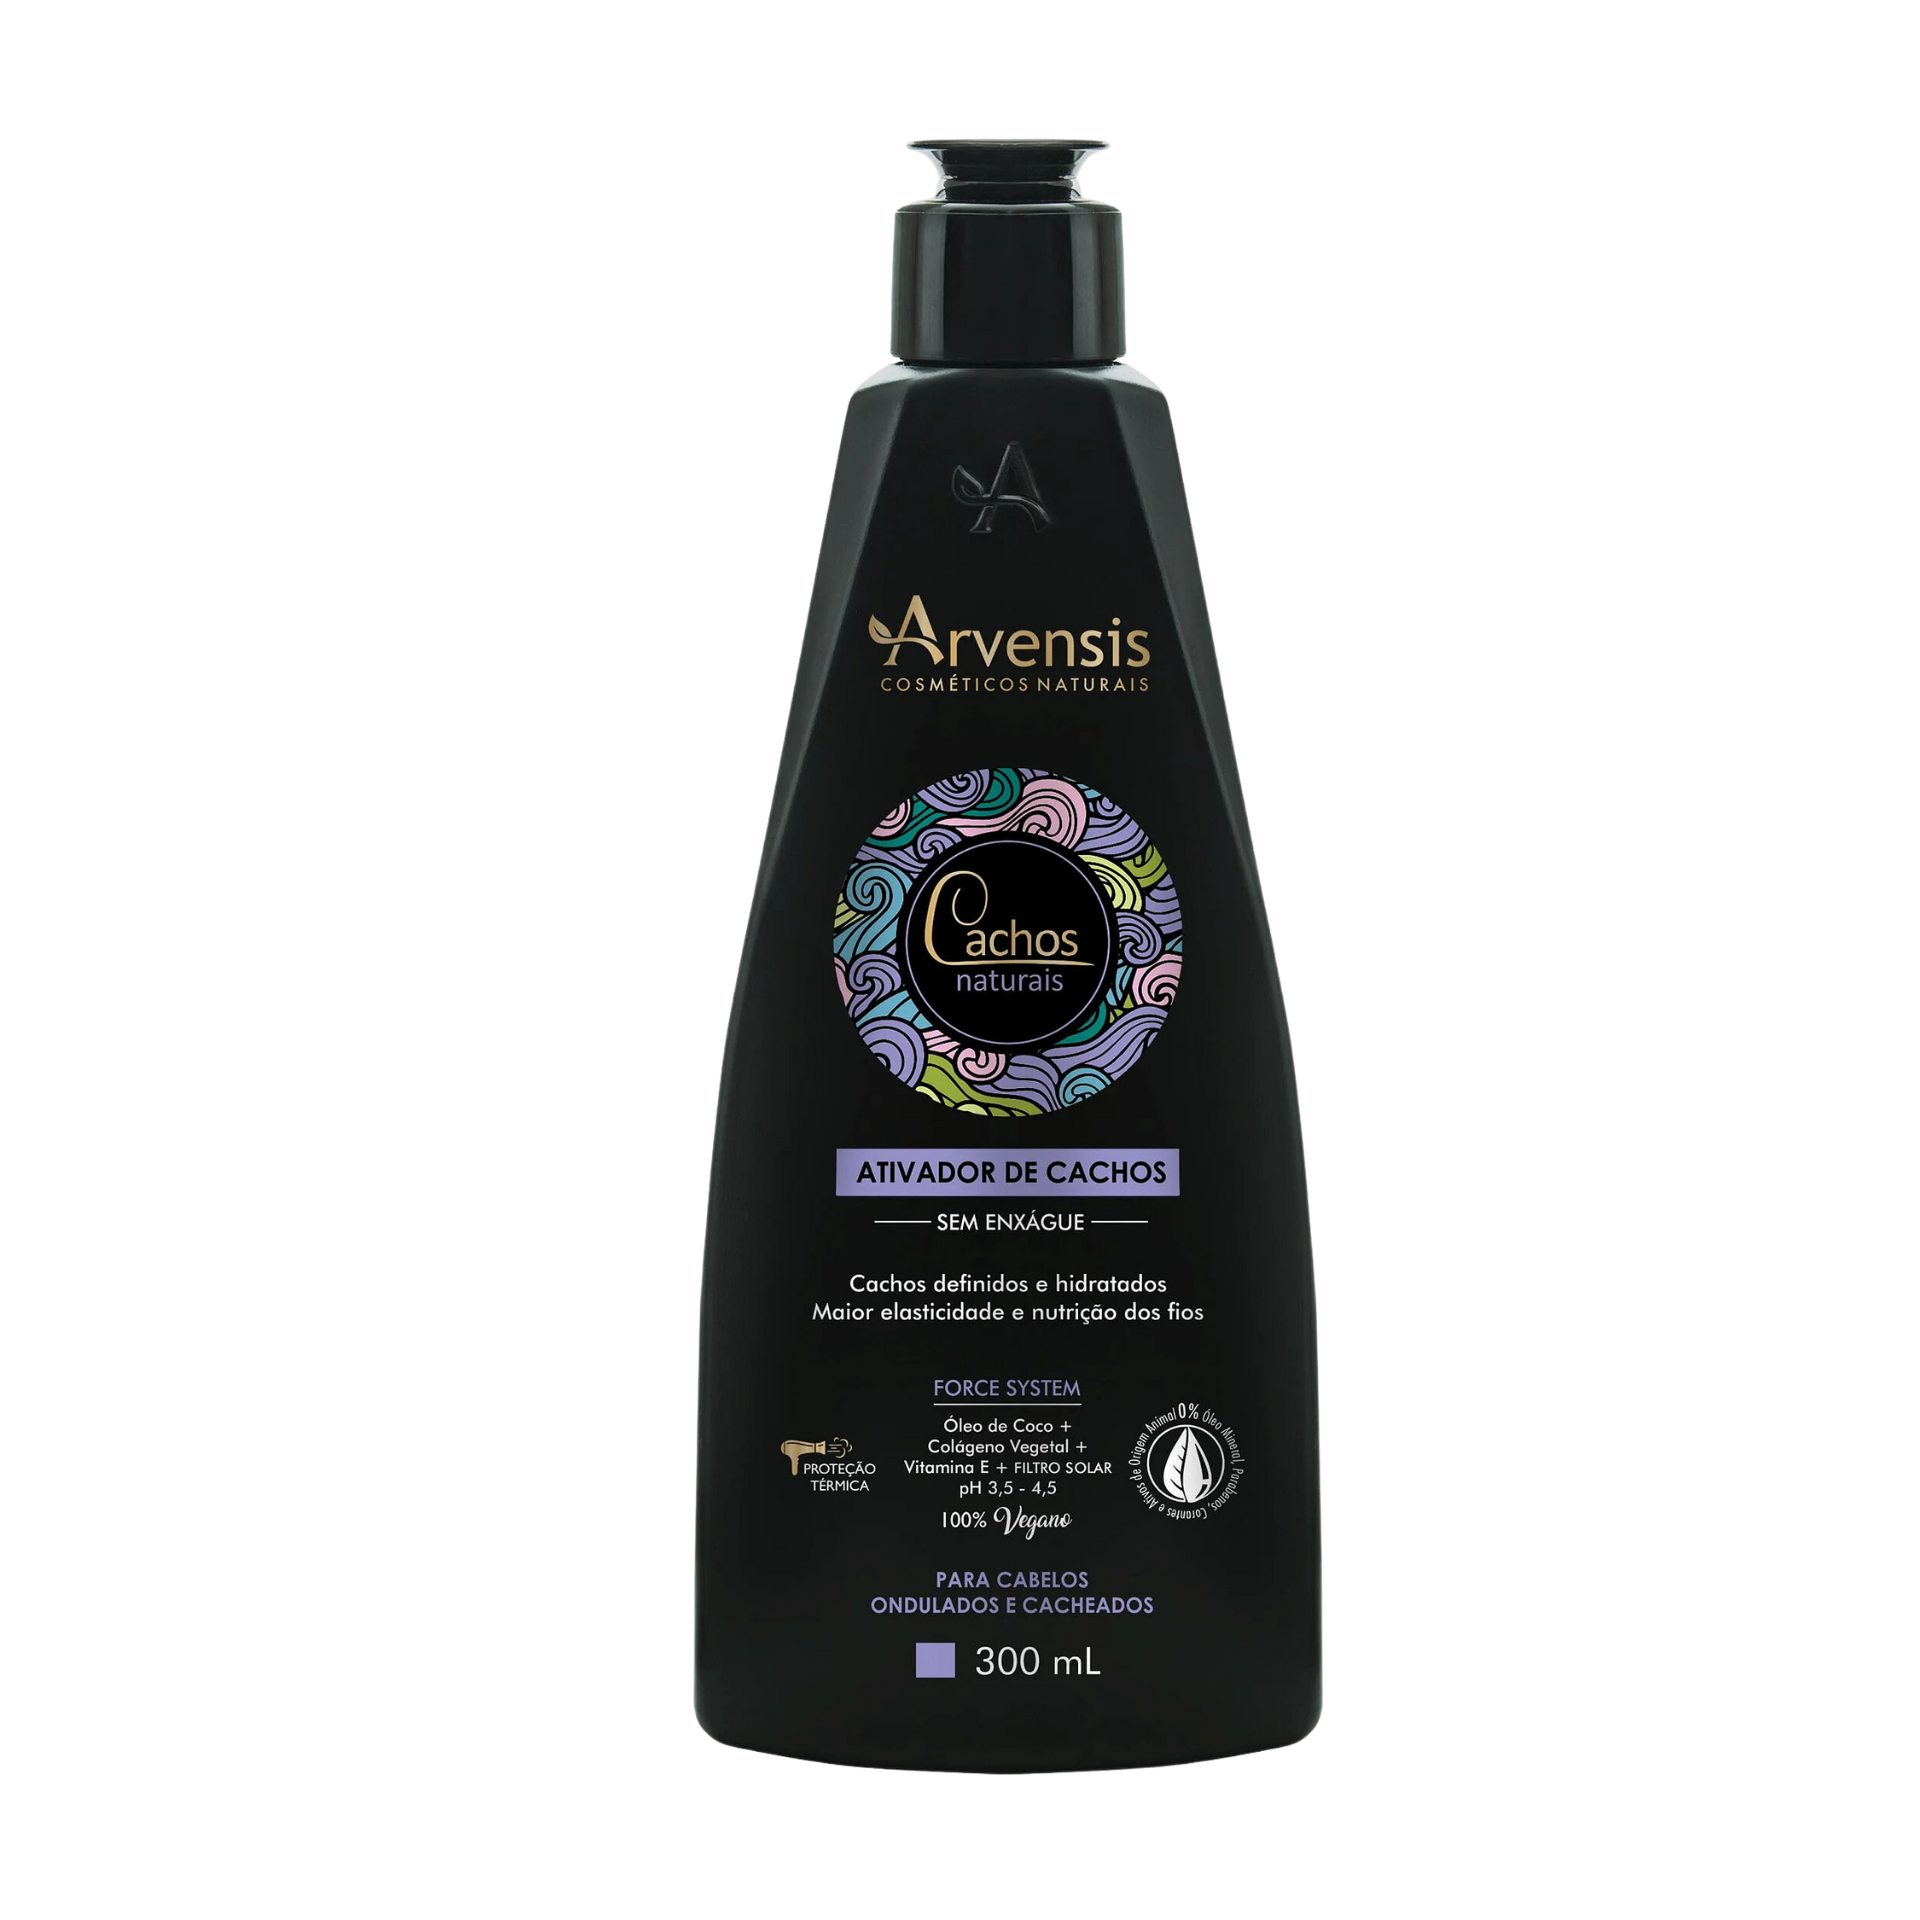 Arvensis
COSMÉTICOS NATURAIS
Cachos
naturais
ATIVADOR DE CACHOS
SEM ENXÁGUE
Cachos definidos e hidratados
Maior elasticidade e nutrição dos fios
FORCE SYSTEM
Óleo de Coco +
Colágeno Vegetal +
Vitamina E + FILTRO SOLAR
pH 3,5 - 4,5
100% Vegano
PROTEÇÃO
TÉRMICA
0% Óleo Mineral, Parabenos, Corantes e Ativos de Origem Animal
PARA CABELOS
ONDULADOS E CACHEADOS
300 mL